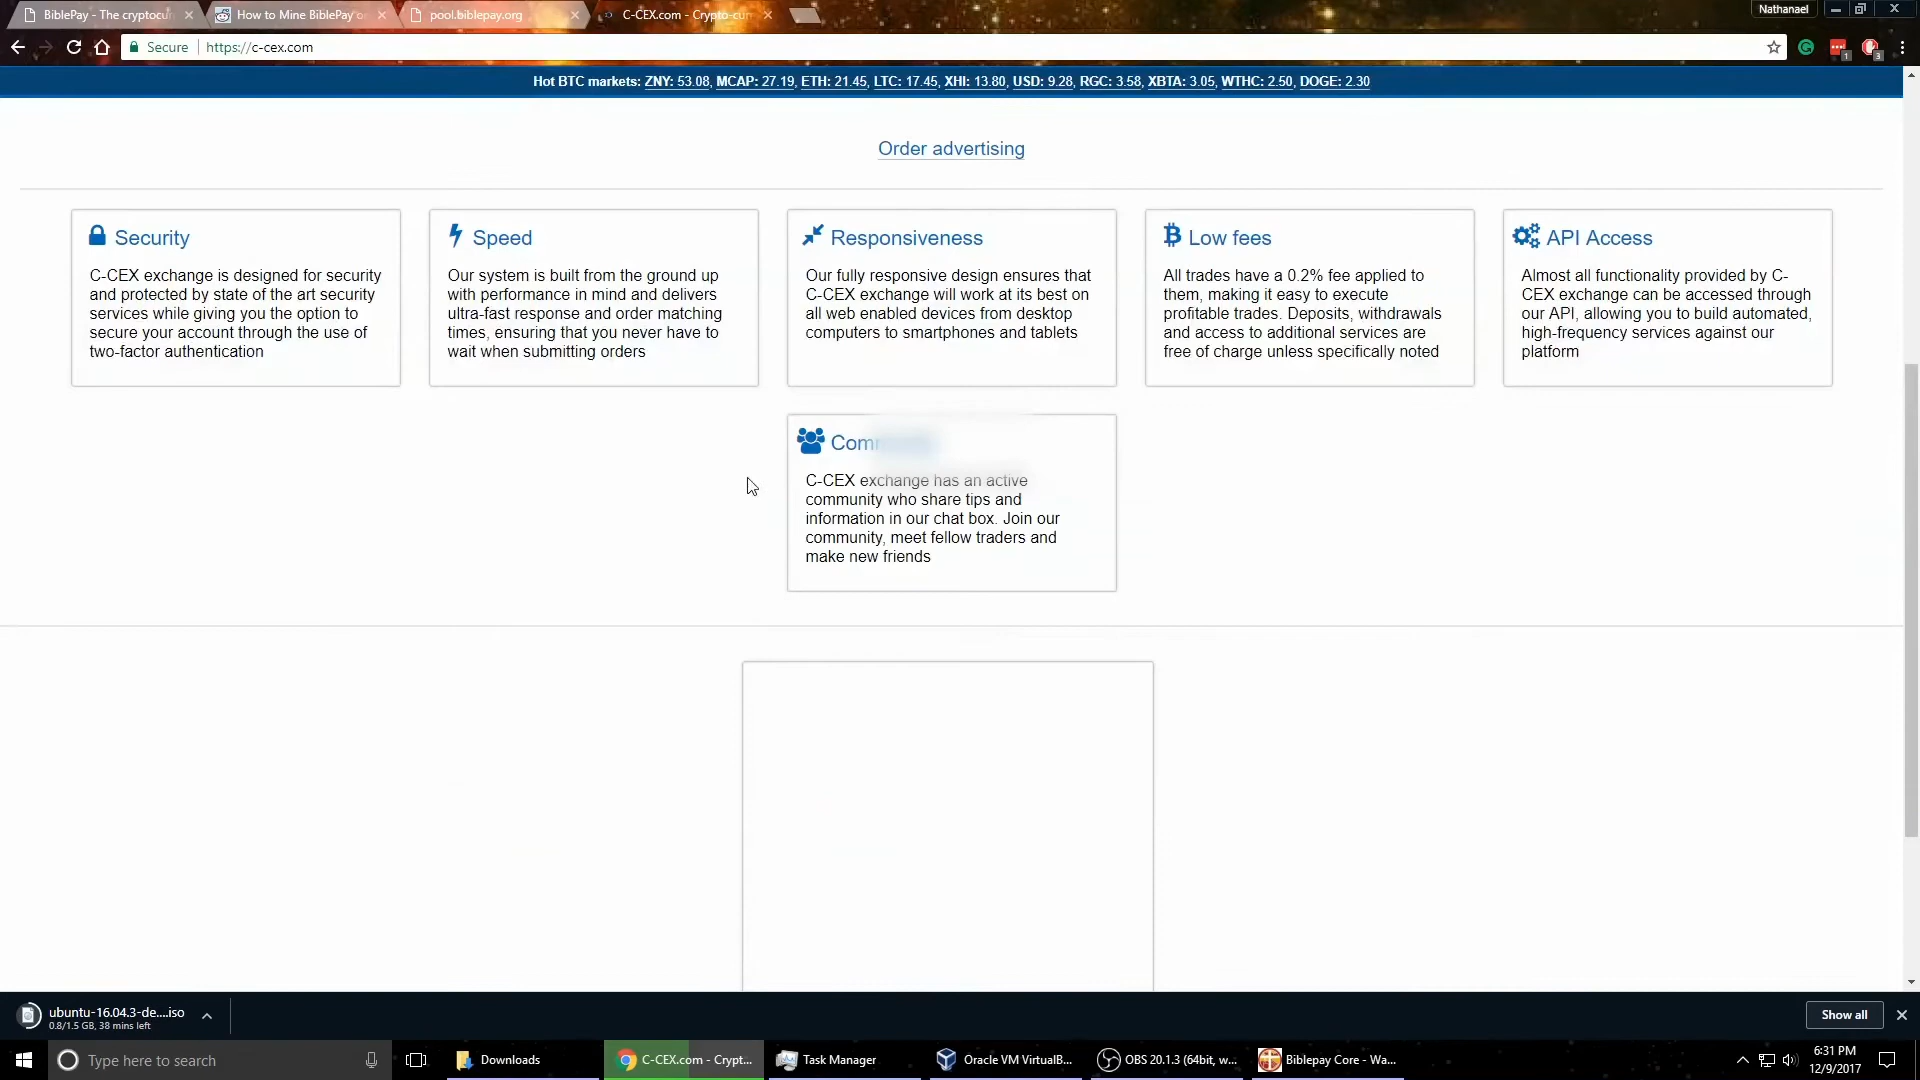 BiblePay - The cryptocu
How to Mine BiblePay o
pool.biblepay.org
C-CEX.com - Crypto-curr
Nathanael
Secure
https://c-cex.com
1
3
Hot BTC markets: ZNY: 53.08, MCAP: 27.19, ETH: 21.45, LTC: 17.45, XHI: 13.80, USD: 9.28, RGC: 3.58, XBTA: 3.05, WTHC: 2.50, DOGE: 2.30
Order advertising
Security
C-CEX exchange is designed for security
and protected by state of the art security
services while giving you the option to
secure your account through the use of
two-factor authentication
Speed
Our system is built from the ground up
with performance in mind and delivers
ultra-fast response and order matching
times, ensuring that you never have to
wait when submitting orders
Responsiveness
Our fully responsive design ensures that
C-CEX exchange will work at its best on
all web enabled devices from desktop
computers to smartphones and tablets
Low fees
All trades have a 0.2% fee applied to
them, making it easy to execute
profitable trades. Deposits, withdrawals
and access to additional services are
free of charge unless specifically noted
API Access
Almost all functionality provided by C-
CEX exchange can be accessed through
our API, allowing you to build automated,
high-frequency services against our
platform
C-CEX exchange has an active
community who share tips and
information in our chat box. Join our
community, meet fellow traders and
make new friends
ubuntu-16.04.3-de....iso
0.8/1.5 GB, 38 mins left
Show all
Type here to search
Downloads
C-CEX.com - Crypt...
Task Manager
Oracle VM VirtualB...
OBS 20.1.3 (64bit, w...
Biblepay Core - Wa...
6:31 PM
12/9/2017